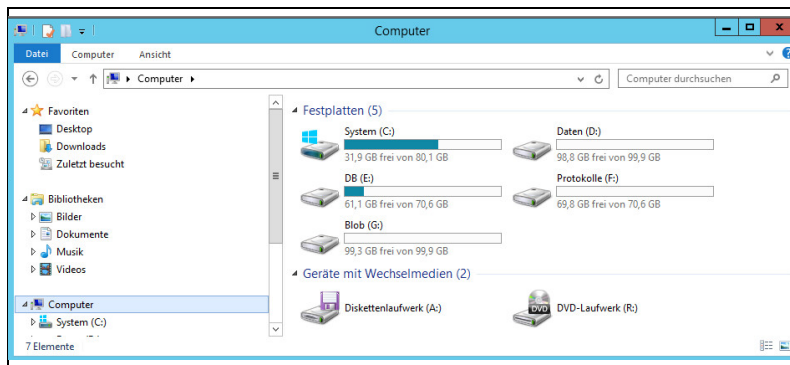 Computer
Datei Computer Ansicht
Computer
Computer durchsuchen
Favoriten
Desktop
Downloads
Zuletzt besucht
Bibliotheken
Bilder
Dokumente
Musik
Videos
Computer
System (C:)
Festplatten (5)
System (C:)
31,9 GB frei von 80,1 GB
Daten (D:)
98,8 GB frei von 99,9 GB
DB (E:)
61,1 GB frei von 70,6 GB
Protokolle (F:)
69,8 GB frei von 70,6 GB
Blob (G:)
99,3 GB frei von 99,9 GB
Geräte mit Wechselmedien (2)
Diskettenlaufwerk (A:)
DVD-Laufwerk (R:)
DVD
7 Elemente